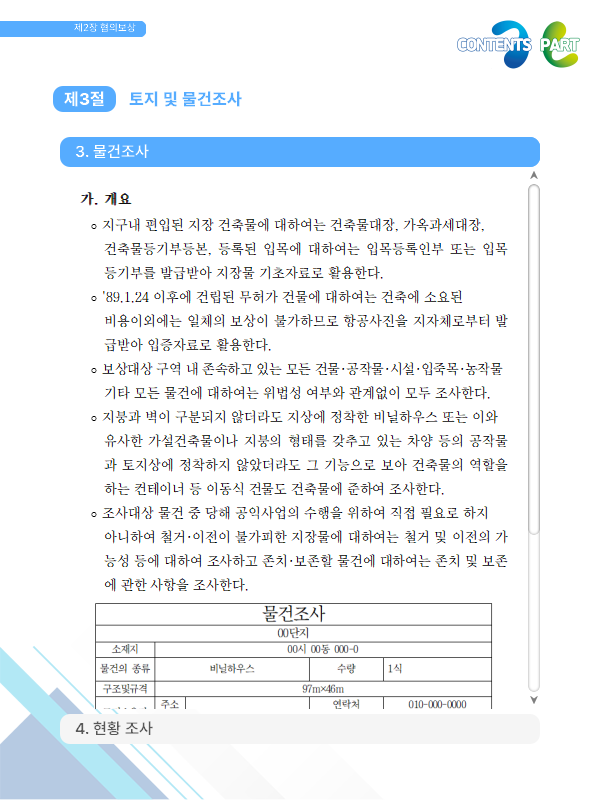 제2장 협의보상
CONTENTS PART
제3절 토지 및 물건조사
3. 물건조사
가. 개요
○ 지구내 편입된 지장 건축물에 대하여는 건축물대장, 가옥과세대장,
건축물등기부등본, 등록된 입목에 대하여는 입목등록인부 또는 입목
등기부를 발급받아 지장물 기초자료로 활용한다.
○ '89.1.24 이후에 건립된 무허가 건물에 대하여는 건축에 소요된
비용이외에는 일체의 보상이 불가하므로 항공사진을 지자체로부터 발
급받아 입증자료로 활용한다.
○ 보상대상 구역 내 존속하고 있는 모든 건물·공작물·시설·입죽목·농작물
기타 모든 물건에 대하여는 위법성 여부와 관계없이 모두 조사한다.
○ 지붕과 벽이 구분되지 않더라도 지상에 정착한 비닐하우스 또는 이와
유사한 가설건축물이나 지붕의 형태를 갖추고 있는 차양 등의 공작물
과 토지상에 정착하지 않았더라도 그 기능으로 보아 건축물의 역할을
하는 컨테이너 등 이동식 건물도 건축물에 준하여 조사한다.
○ 조사대상 물건 중 당해 공익사업의 수행을 위하여 직접 필요로 하지
아니하여 철거·이전이 불가피한 지장물에 대하여는 철거 및 이전의 가
능성 등에 대하여 조사하고 존치·보존할 물건에 대하여는 존치 및 보존
에 관한 사항을 조사한다.
물건조사
00단지
소재지 00시 00동 000-0
물건의 종류 비닐하우스 수량 1식
구조및규격 97m×46m
주소 연락처 010-000-0000
4. 현황 조사